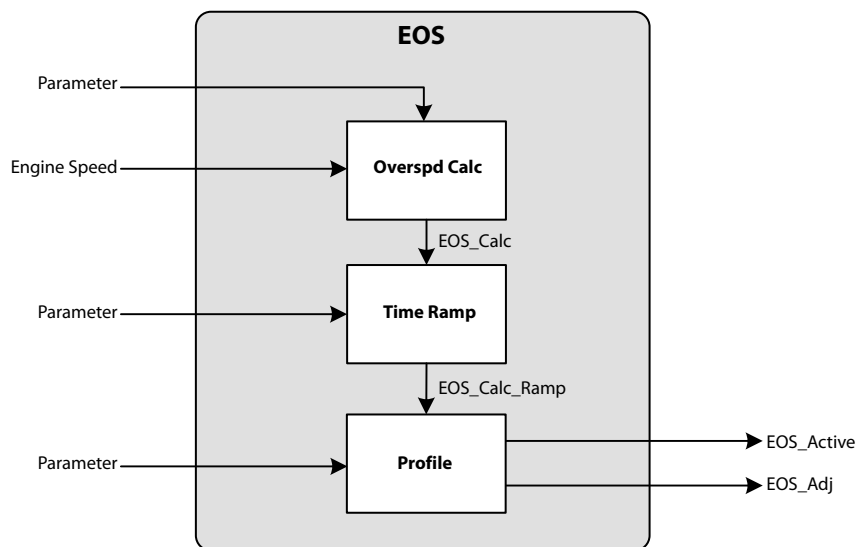 EOS
Parameter
Engine Speed
Overspd Calc
EOS_Calc
Parameter
Time Ramp
EOS_Calc_Ramp
Parameter
Profile
EOS_Active
EOS_Adj